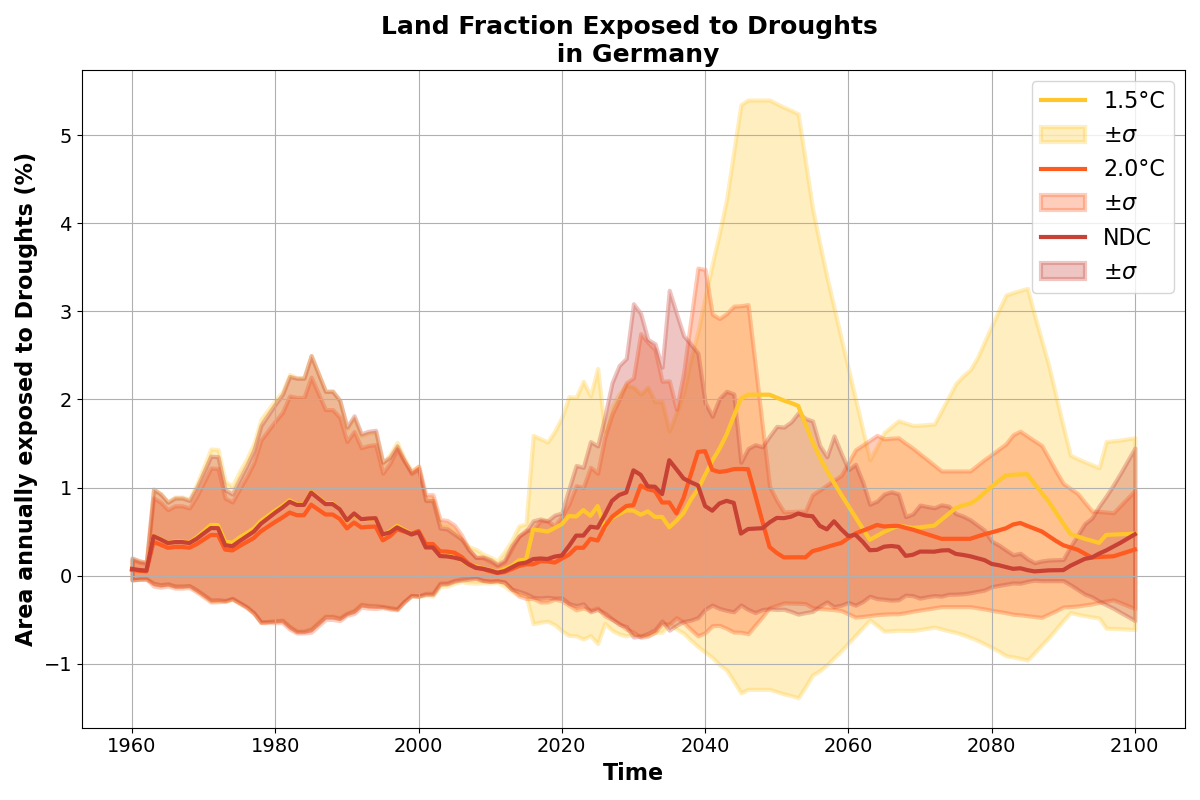 Land Fraction Exposed to Droughts
in Germany
Area annually exposed to Droughts (%)
5
4
3
2
1
0
−1
1960
1980
2000
2020
2040
2060
2080
2100
Time
1.5°C
±σ
2.0°C
±σ
NDC
±σ